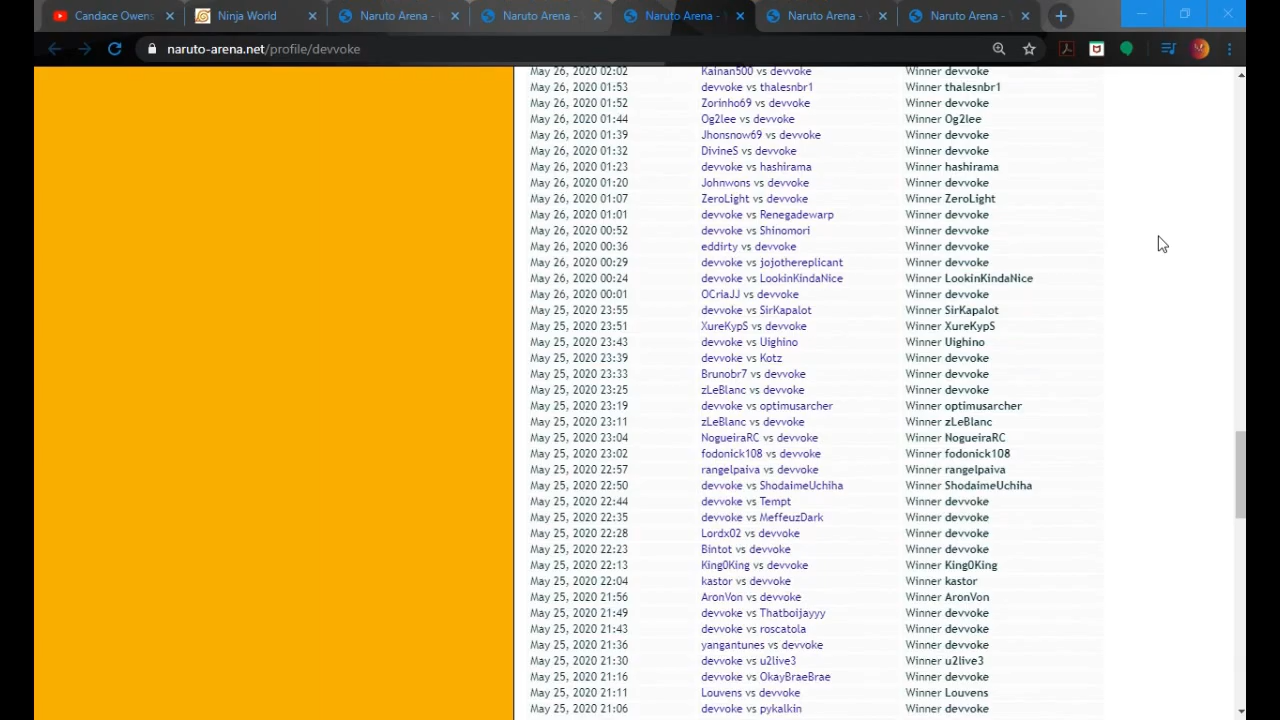 Candace Owens
Ninja World
Naruto Arena -
Naruto Arena -
Naruto Arena -
Naruto Arena -
Naruto Arena -
naruto-arena.net/profile/devvoke
May 26, 2020 02:02 Kainan500 vs devvoke Winner devvoke
May 26, 2020 01:53 devvoke vs thalesnbr1 Winner thalesnbr1
May 26, 2020 01:52 Zorinho69 vs devvoke Winner devvoke
May 26, 2020 01:44 Og2lee vs devvoke Winner Og2lee
May 26, 2020 01:39 Jhonsnow69 vs devvoke Winner devvoke
May 26, 2020 01:32 DivineS vs devvoke Winner devvoke
May 26, 2020 01:23 devvoke vs hashirama Winner hashirama
May 26, 2020 01:20 Johnwons vs devvoke Winner devvoke
May 26, 2020 01:07 ZeroLight vs devvoke Winner ZeroLight
May 26, 2020 01:01 devvoke vs Renegadewarp Winner devvoke
May 26, 2020 00:52 devvoke vs Shinomori Winner devvoke
May 26, 2020 00:36 eddirty vs devvoke Winner devvoke
May 26, 2020 00:29 devvoke vs jojothereplicant Winner devvoke
May 26, 2020 00:24 devvoke vs LookinKindaNice Winner LookinKindaNice
May 26, 2020 00:01 OCriaJJ vs devvoke Winner devvoke
May 25, 2020 23:55 devvoke vs SirKapalot Winner SirKapalot
May 25, 2020 23:51 XureKypS vs devvoke Winner XureKypS
May 25, 2020 23:43 devvoke vs Uighino Winner Uighino
May 25, 2020 23:39 devvoke vs Kotz Winner devvoke
May 25, 2020 23:33 Brunobr7 vs devvoke Winner devvoke
May 25, 2020 23:25 zLeBlanc vs devvoke Winner devvoke
May 25, 2020 23:19 devvoke vs optimusarcher Winner optimusarcher
May 25, 2020 23:11 zLeBlanc vs devvoke Winner zLeBlanc
May 25, 2020 23:04 NogueiraRC vs devvoke Winner NogueiraRC
May 25, 2020 23:02 fodonick108 vs devvoke Winner fodonick108
May 25, 2020 22:57 rangelpaiva vs devvoke Winner rangelpaiva
May 25, 2020 22:50 devvoke vs ShodaimeUchiha Winner ShodaimeUchiha
May 25, 2020 22:44 devvoke vs Tempt Winner devvoke
May 25, 2020 22:35 devvoke vs MeffeuzDark Winner devvoke
May 25, 2020 22:28 Lordx02 vs devvoke Winner devvoke
May 25, 2020 22:23 Bintot vs devvoke Winner devvoke
May 25, 2020 22:13 King0King vs devvoke Winner King0King
May 25, 2020 22:04 kastor vs devvoke Winner kastor
May 25, 2020 21:56 AronVon vs devvoke Winner AronVon
May 25, 2020 21:49 devvoke vs Thatboijayyy Winner devvoke
May 25, 2020 21:43 devvoke vs roscatola Winner devvoke
May 25, 2020 21:36 yangantunes vs devvoke Winner devvoke
May 25, 2020 21:30 devvoke vs u2live3 Winner u2live3
May 25, 2020 21:16 devvoke vs OkayBraeBrae Winner devvoke
May 25, 2020 21:11 Louvens vs devvoke Winner Louvens
May 25, 2020 21:06 devvoke vs pykalkin Winner devvoke